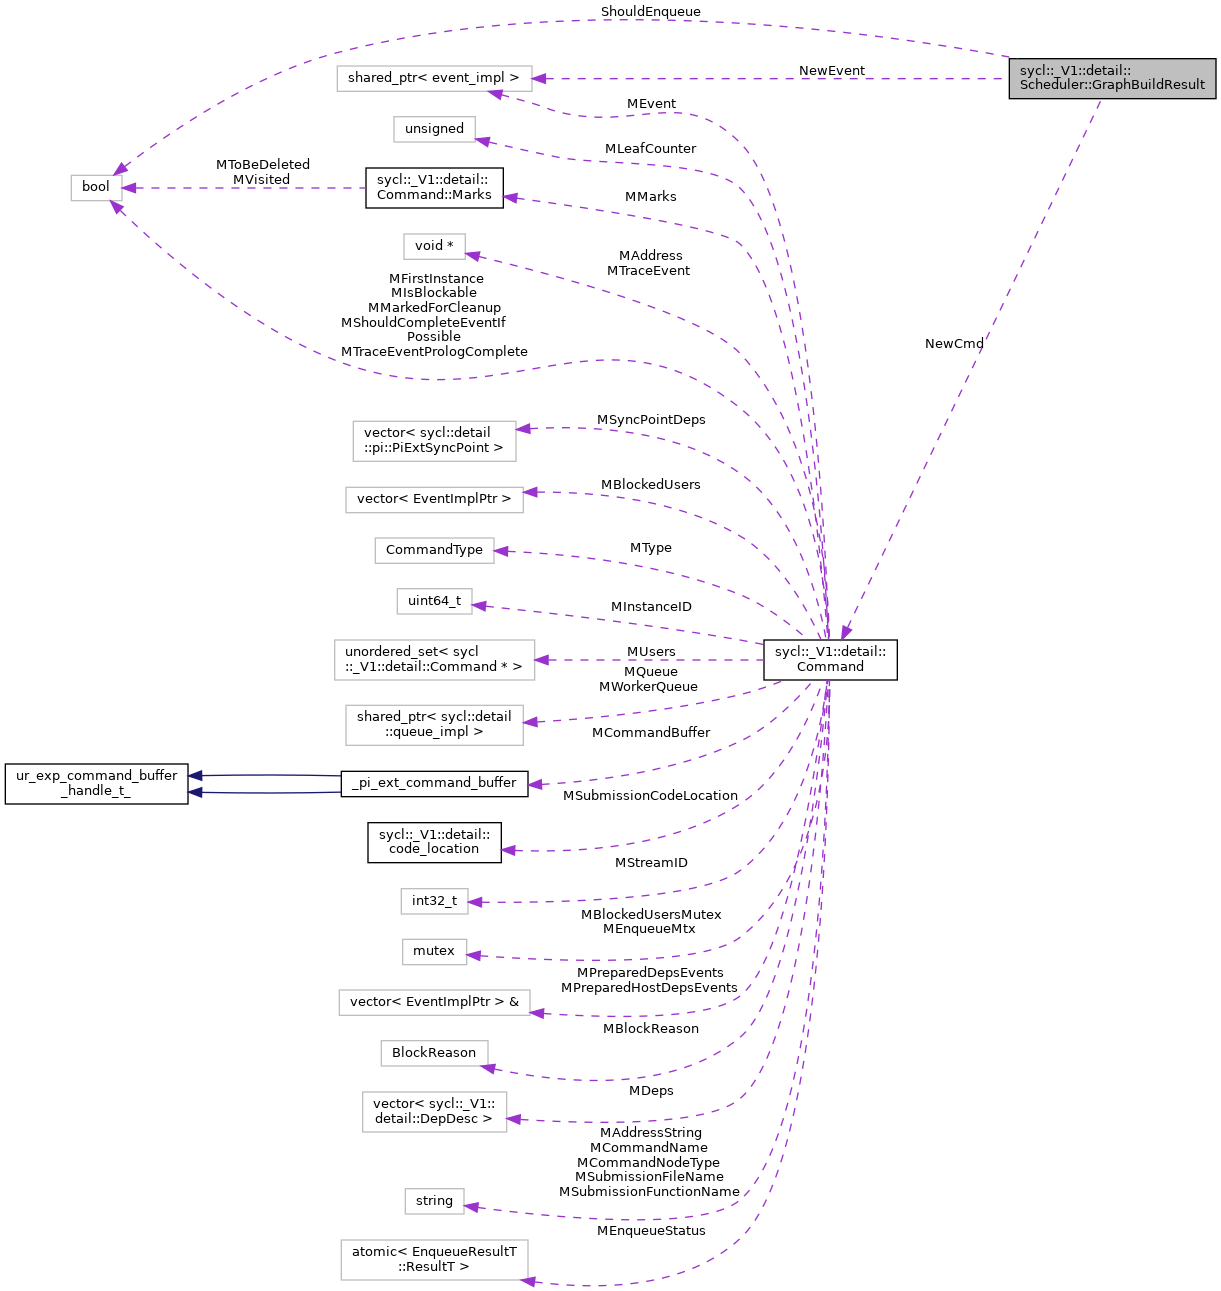 ShouldEnqueue
sycl::_V1::detail::
Scheduler::GraphBuildResult
NewEvent
shared_ptr< event_impl >
MEvent
unsigned
MLeafCounter
MToBeDeleted
MVisited
bool
sycl::_V1::detail::
Command::Marks
MMarks
void *
MAddress
MTraceEvent
MFirstInstance
MIsBlockable
MMarkedForCleanup
MShouldCompleteEventIf
Possible
MTraceEventPrologComplete
NewCmd
vector< sycl::detail
::pi::PiExtSyncPoint >
MSyncPointDeps
vector< EventImplPtr >
MBlockedUsers
CommandType
MType
uint64_t
MInstanceID
unordered_set< sycl
::_V1::detail::Command * >
MUsers
sycl::_V1::detail::
Command
MQueue
MWorkerQueue
shared_ptr< sycl::detail
::queue_impl >
MCommandBuffer
ur_exp_command_buffer
_handle_t_
_pi_ext_command_buffer
MSubmissionCodeLocation
sycl::_V1::detail::
code_location
MStreamID
int32_t
MBlockedUsersMutex
MEnqueueMtx
mutex
MPreparedDepsEvents
MPreparedHostDepsEvents
vector< EventImplPtr > &
MBlockReason
BlockReason
MDeps
vector< sycl::_V1::
detail::DepDesc >
MAddressString
MCommandName
MCommandNodeType
MSubmissionFileName
MSubmissionFunctionName
string
MEnqueueStatus
atomic< EnqueueResultT
::ResultT >